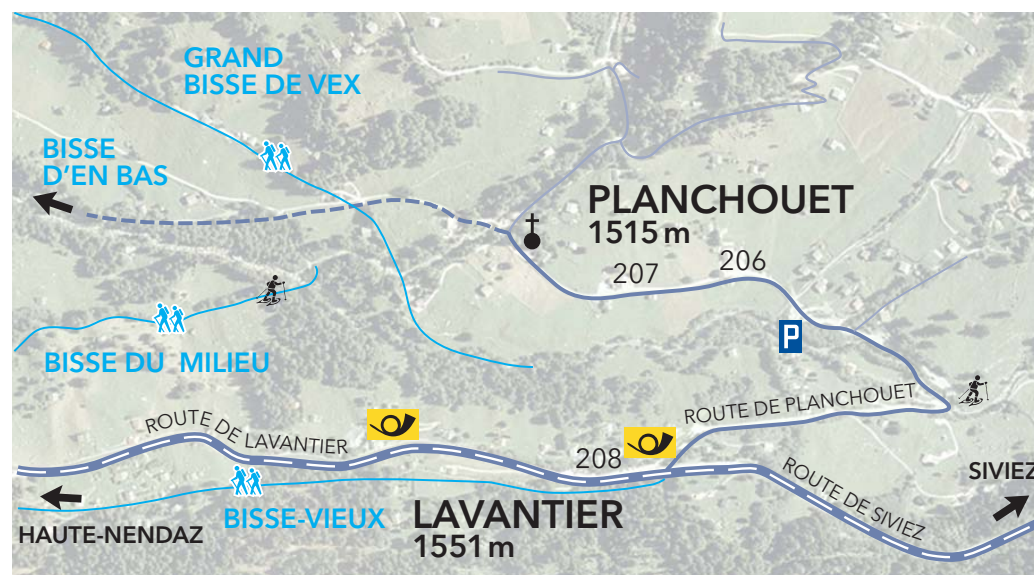 GRAND
BISSE DE VEX
BISSE
D'EN BAS
PLANCHOUET
1515 m
206
207
P
BISSE DU MILIEU
ROUTE DE PLANCHOUET
ROUTE DE LAVANTIER
208
SIVIEZ
ROUTE DE SIVIEZ
BISSE-VIEUX
LAVANTIER
1551 m
HAUTE-NENDAZ